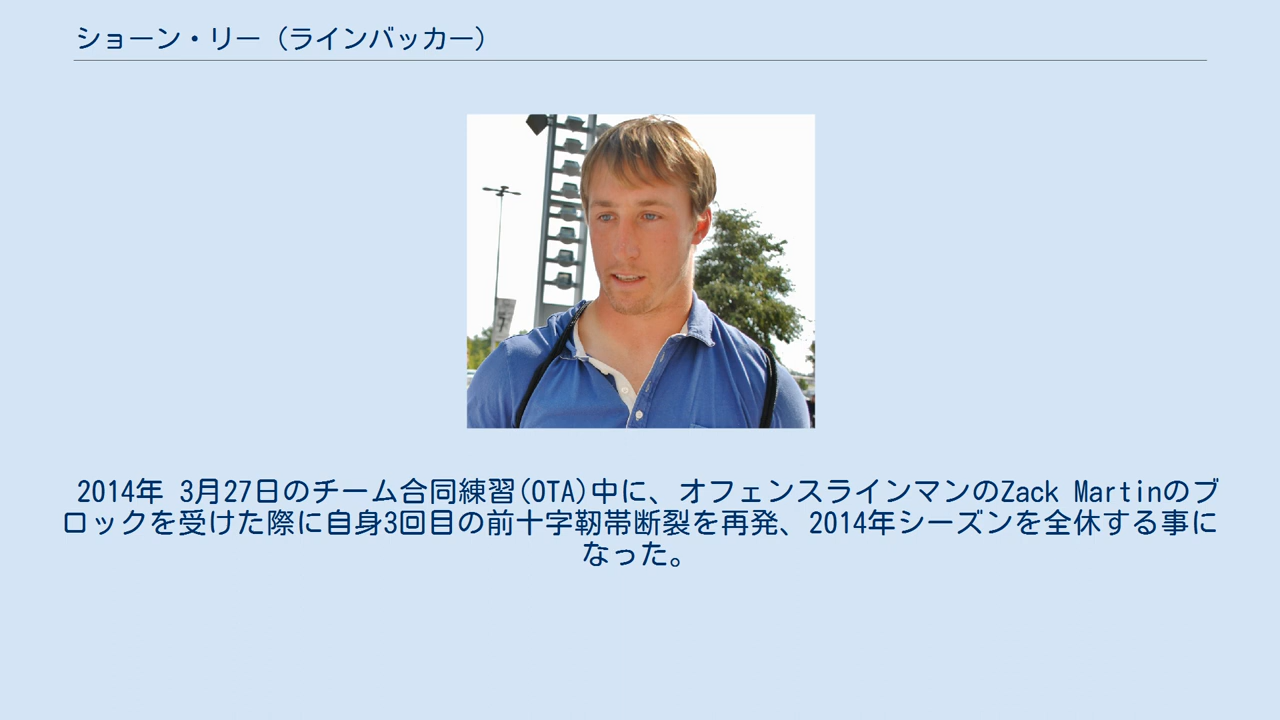 ショーン・リー (ラインバッカー)
2014年 3月27日のチーム合同練習(OTA)中に、オフェンスラインマンのZack Martinのブ
ロックを受けた際に自身3回目の前十字靭帯断裂を再発、2014年シーズンを全休する事に
なった。